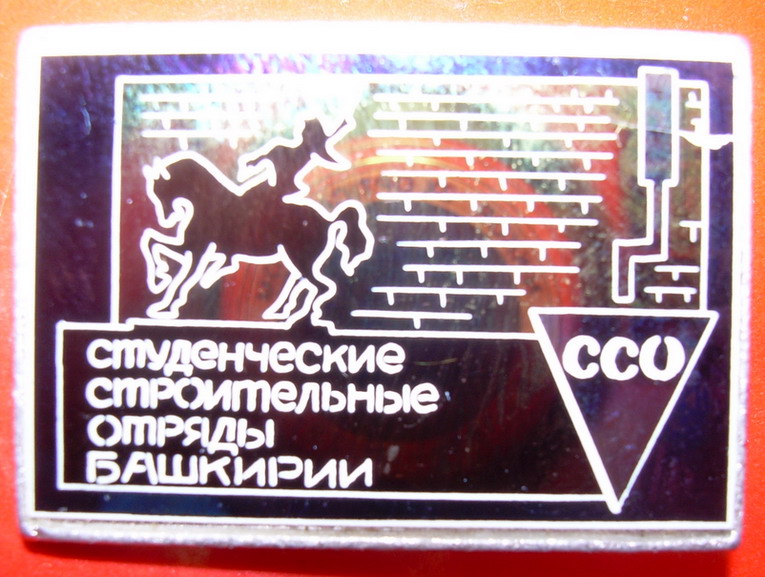 студенческие
строительные
отряды
БАШКИРИИ
ССО